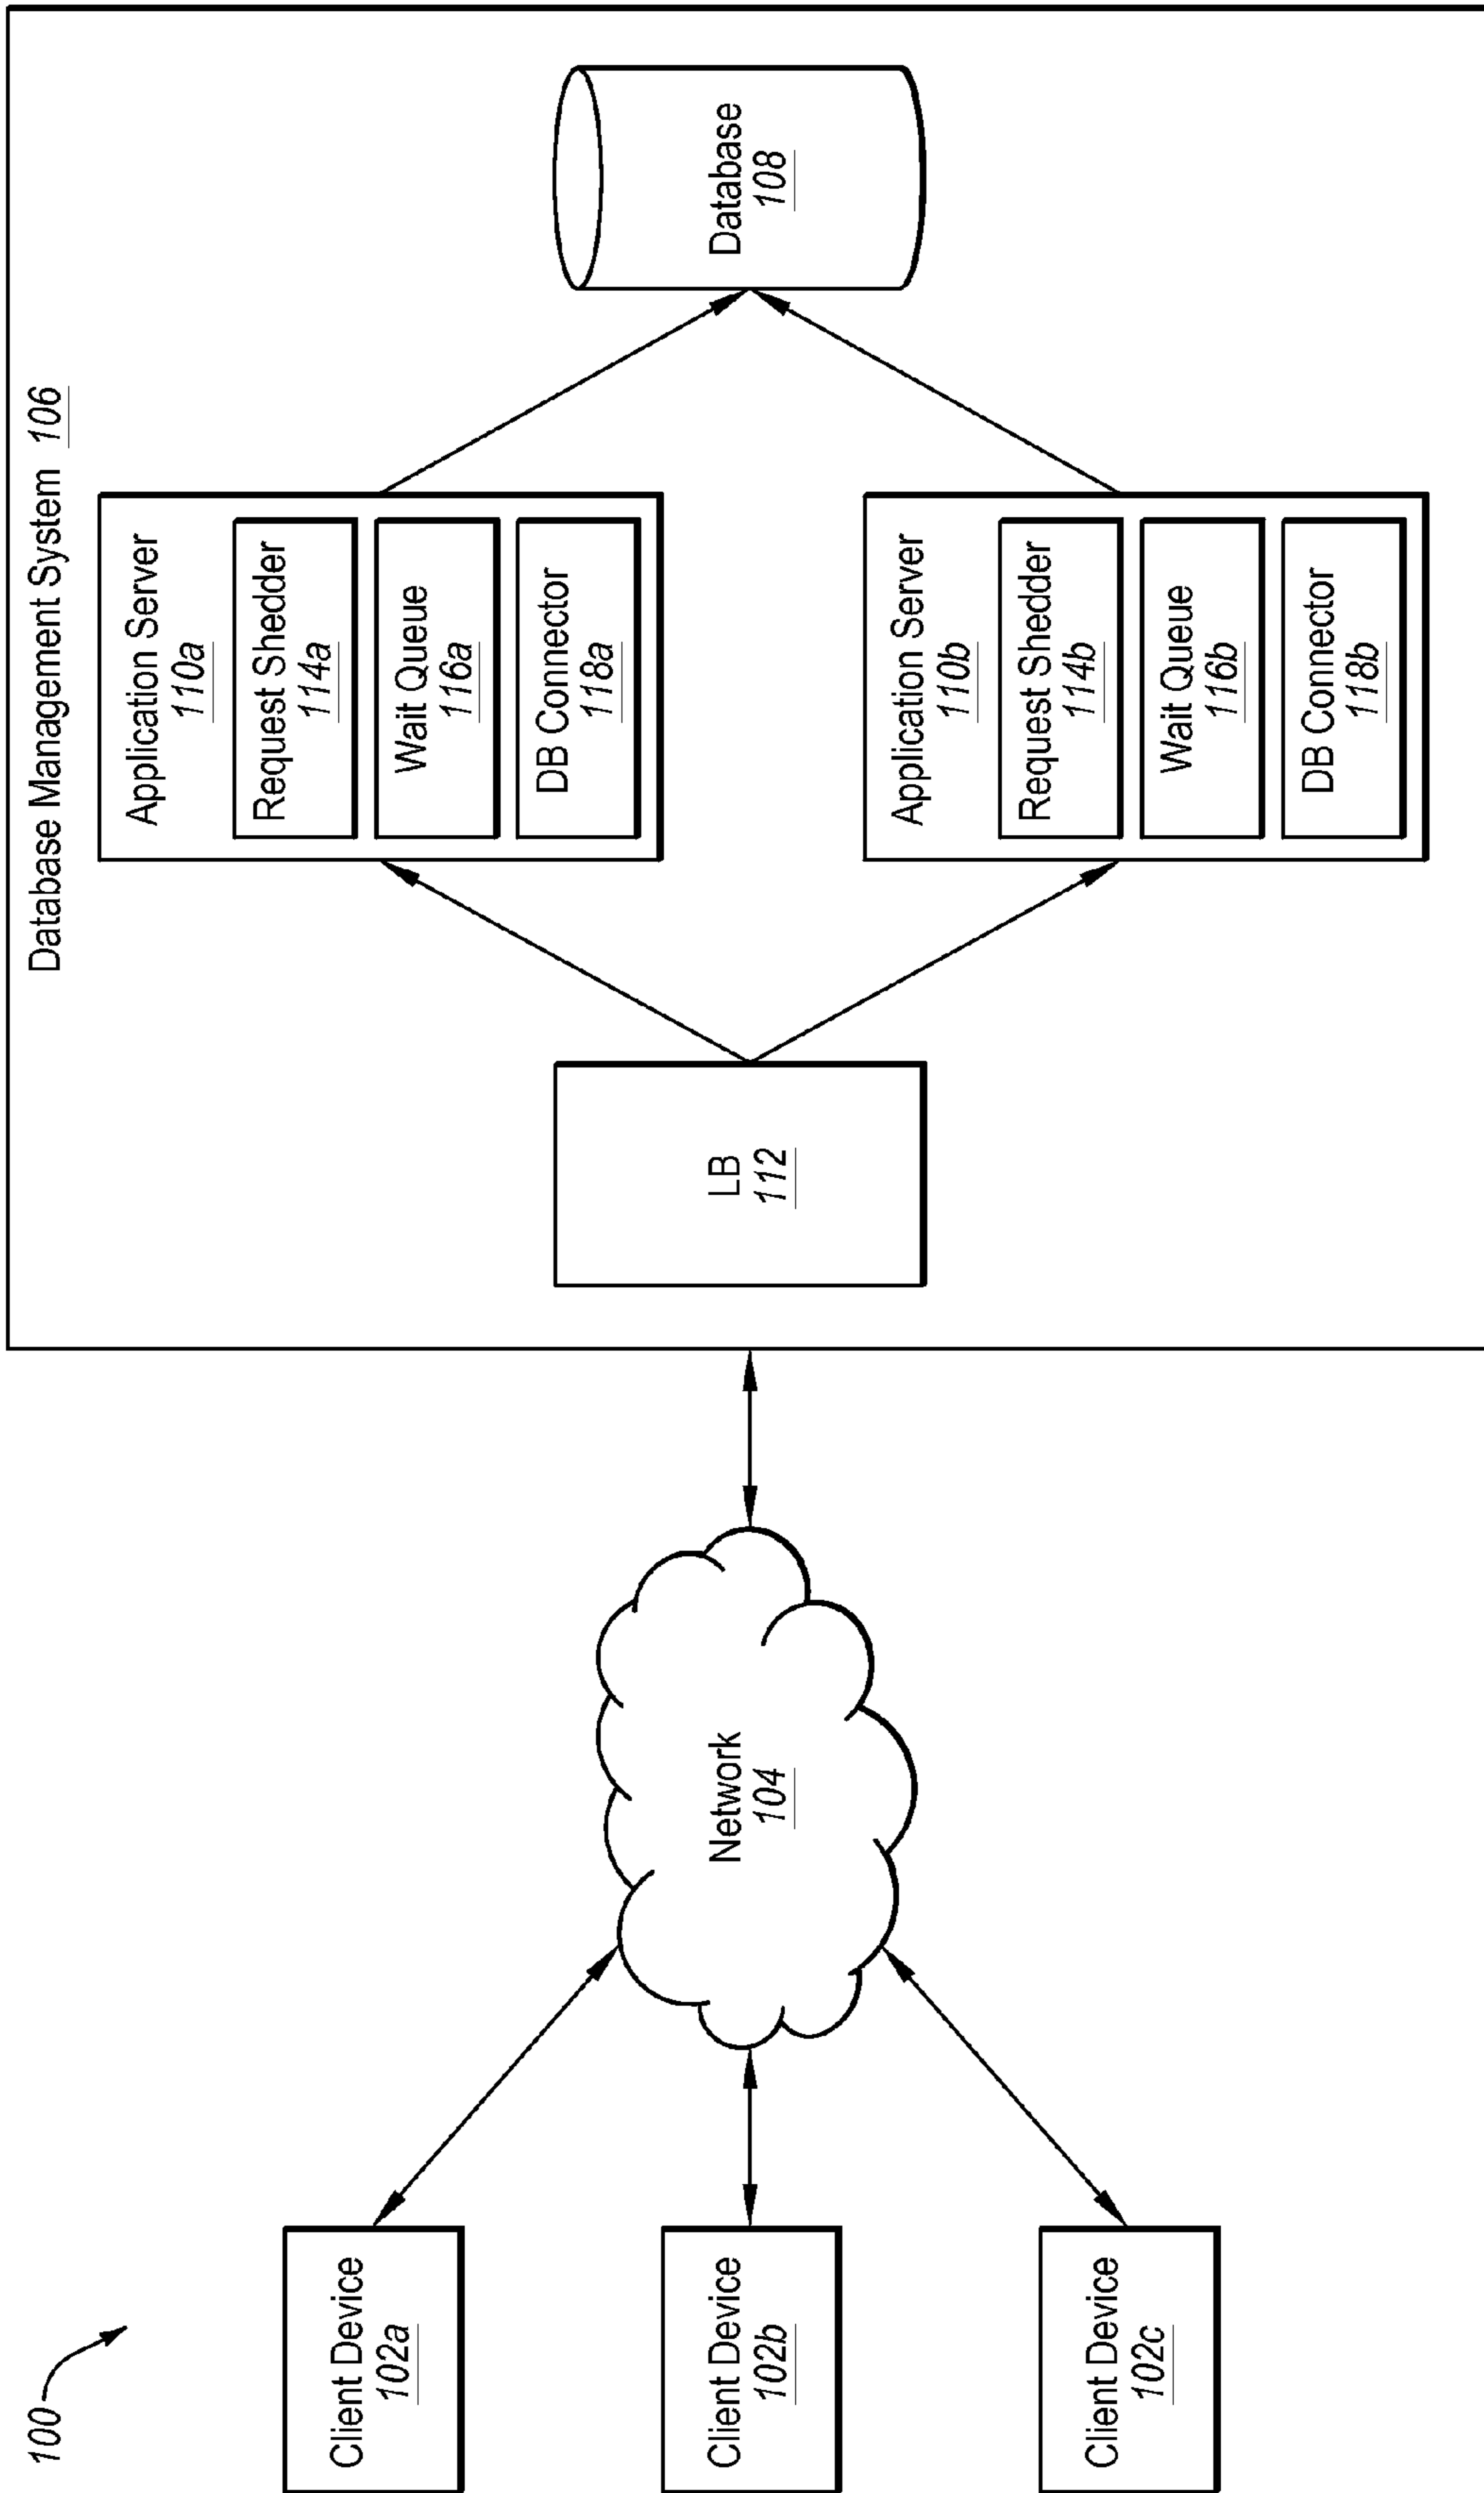 100
Client Device
102a
Client Device
102b
Client Device
102c
Network
104
Database Management System 106
LB
112
Application Server
110a
Request Shedder
114a
Wait Queue
116a
DB Connector
118a
Application Server
110b
Request Shedder
114b
Wait Queue
116b
DB Connector
118b
Database
108